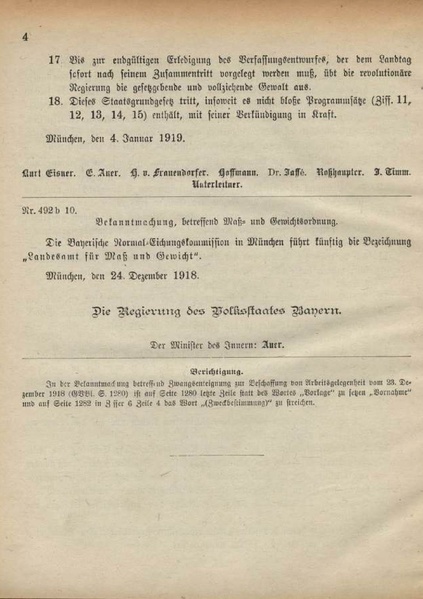 4
17. Bis zur endgültigen Erledigung des Verfassungsentwurfes, der dem Landtag
sofort nach seinem Zusammentritt vorgelegt werden muß, übt die revolutionäre
Regierung die gesetzgebende und vollziehende Gewalt aus.
18. Dieses Staatsgrundgesetz tritt, insoweit es nicht bloße Programmsätze (Ziff. 11,
12, 13, 14, 15) enthält, mit seiner Verkündigung in Kraft.
München, den 4. Januar 1919.
Kurt Eisner. E. Auer. H. v. Frauendorfer. Hoffmann. Dr. Jaffé. Roßhaupter. J. Timm.
Unterleitner.
Nr. 492 b 10.
Bekanntmachung, betreffend Maß- und Gewichtsordnung.
Die Bayerische Normal-Eichungskommission in München führt künftig die Bezeichnung
„Landesamt für Maß und Gewicht“.
München, den 24. Dezember 1918.
Die Regierung des Volksstaates Bayern.
Der Minister des Innern: Auer.
Berichtigung.
In der Bekanntmachung betreffend Zwangsenteignung zur Beschaffung von Arbeitsgelegenheit vom 23. De-
zember 1918 (GVBl. S. 1280) ist auf Seite 1280 letzte Zeile statt des Wortes „Vorlage“ zu setzen „Vornahme“
und auf Seite 1282 in Ziffer 6 Zeile 4 das Wort „(Zweckbestimmung)“ zu streichen.